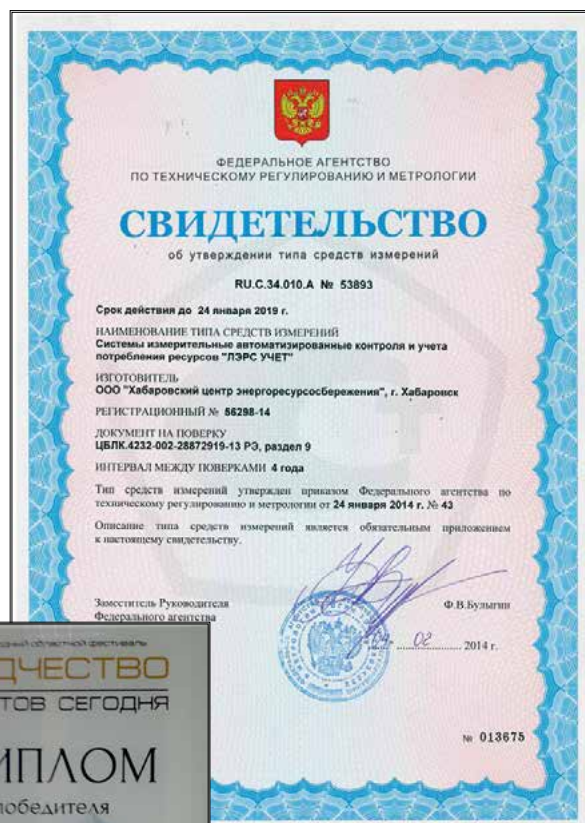 ФЕДЕРАЛЬНОЕ АГЕНТСТВО
ПО ТЕХНИЧЕСКОМУ РЕГУЛИРОВАНИЮ И МЕТРОЛОГИИ
СВИДЕТЕЛЬСТВО
об утверждении типа средств измерений
RU.C.34.010.A № 53893
Срок действия до 24 января 2019 г.
НАИМЕНОВАНИЕ ТИПА СРЕДСТВ ИЗМЕРЕНИЙ
Системы измерительные автоматизированные контроля и учета
потребления ресурсов "ЛЭРС УЧЕТ"
ИЗГОТОВИТЕЛЬ
ООО "Хабаровский центр энергоресурсосбережения", г. Хабаровск
РЕГИСТРАЦИОННЫЙ № 56298-14
ДОКУМЕНТ НА ПОВЕРКУ
ЦБЛК.4232-002-28872919-13 РЭ, раздел 9
ИНТЕРВАЛ МЕЖДУ ПОВЕРКАМИ 4 года
Тип средств измерений утвержден приказом Федерального агентства по
техническому регулированию и метрологии от 24 января 2014 г. № 43
Описание типа средств измерений является обязательным приложением
к настоящему свидетельству.
Заместитель Руководителя
Федерального агентства
Ф.В.Булыгин
02 2014 г.
№ 013675
областной фестиваль
ДЧЕСТВО
ТОВ СЕГОДНЯ
ИПЛОМ
победителя